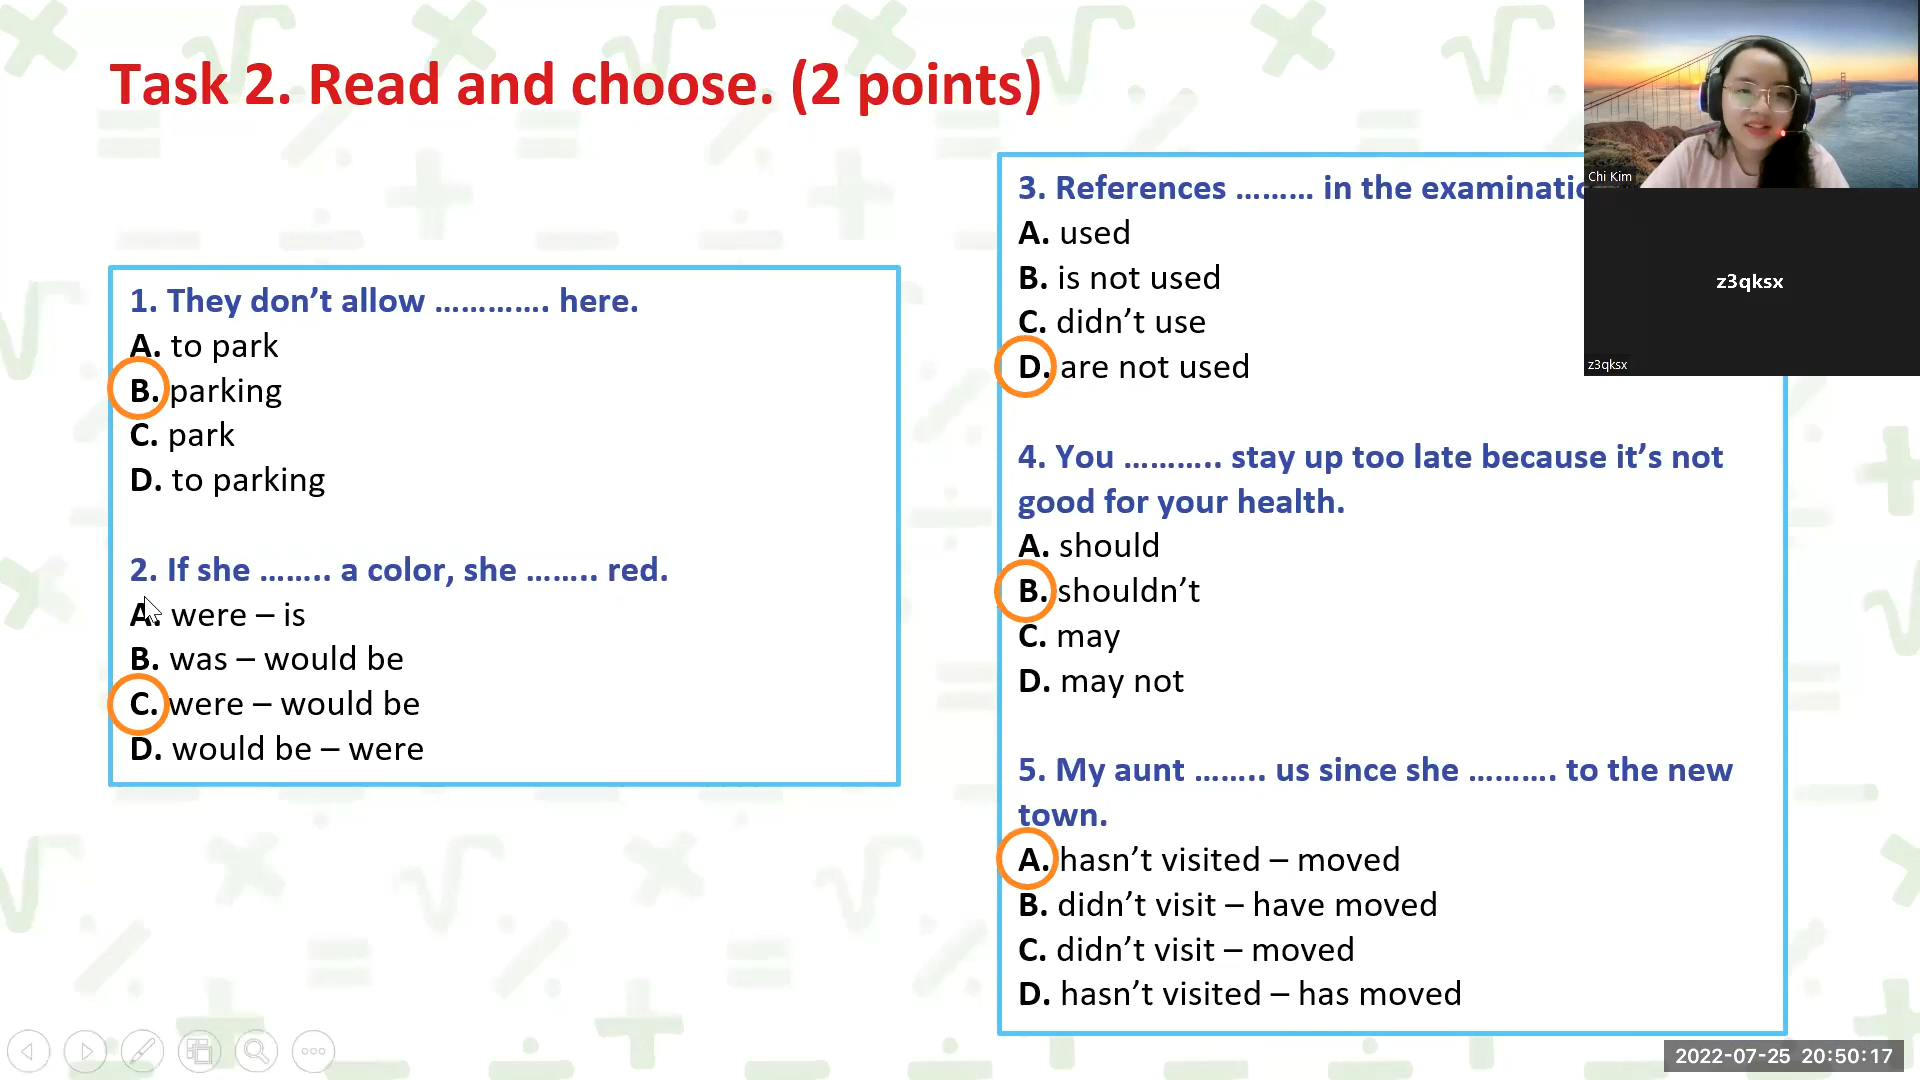 Task 2. Read and choose. (2 points)
1. They don’t allow …………. here.
A. to park
B. parking
C. park
D. to parking
2. If she …….. a color, she …….. red.
A. were – is
B. was – would be
C. were – would be
D. would be – were
3. References ……… in the
A. used
B. is not used
C. didn’t use
D. are not used
4. You ……….. stay up too late because it’s not
good for your health.
A. should
B. shouldn’t
C. may
D. may not
5. My aunt …….. us since she ………. to the new
town.
A. hasn’t visited – moved
B. didn’t visit – have moved
C. didn’t visit – moved
D. hasn’t visited – has moved
Chi Kim
z3qksx
z3qksx
2022-07-25 20:50:17